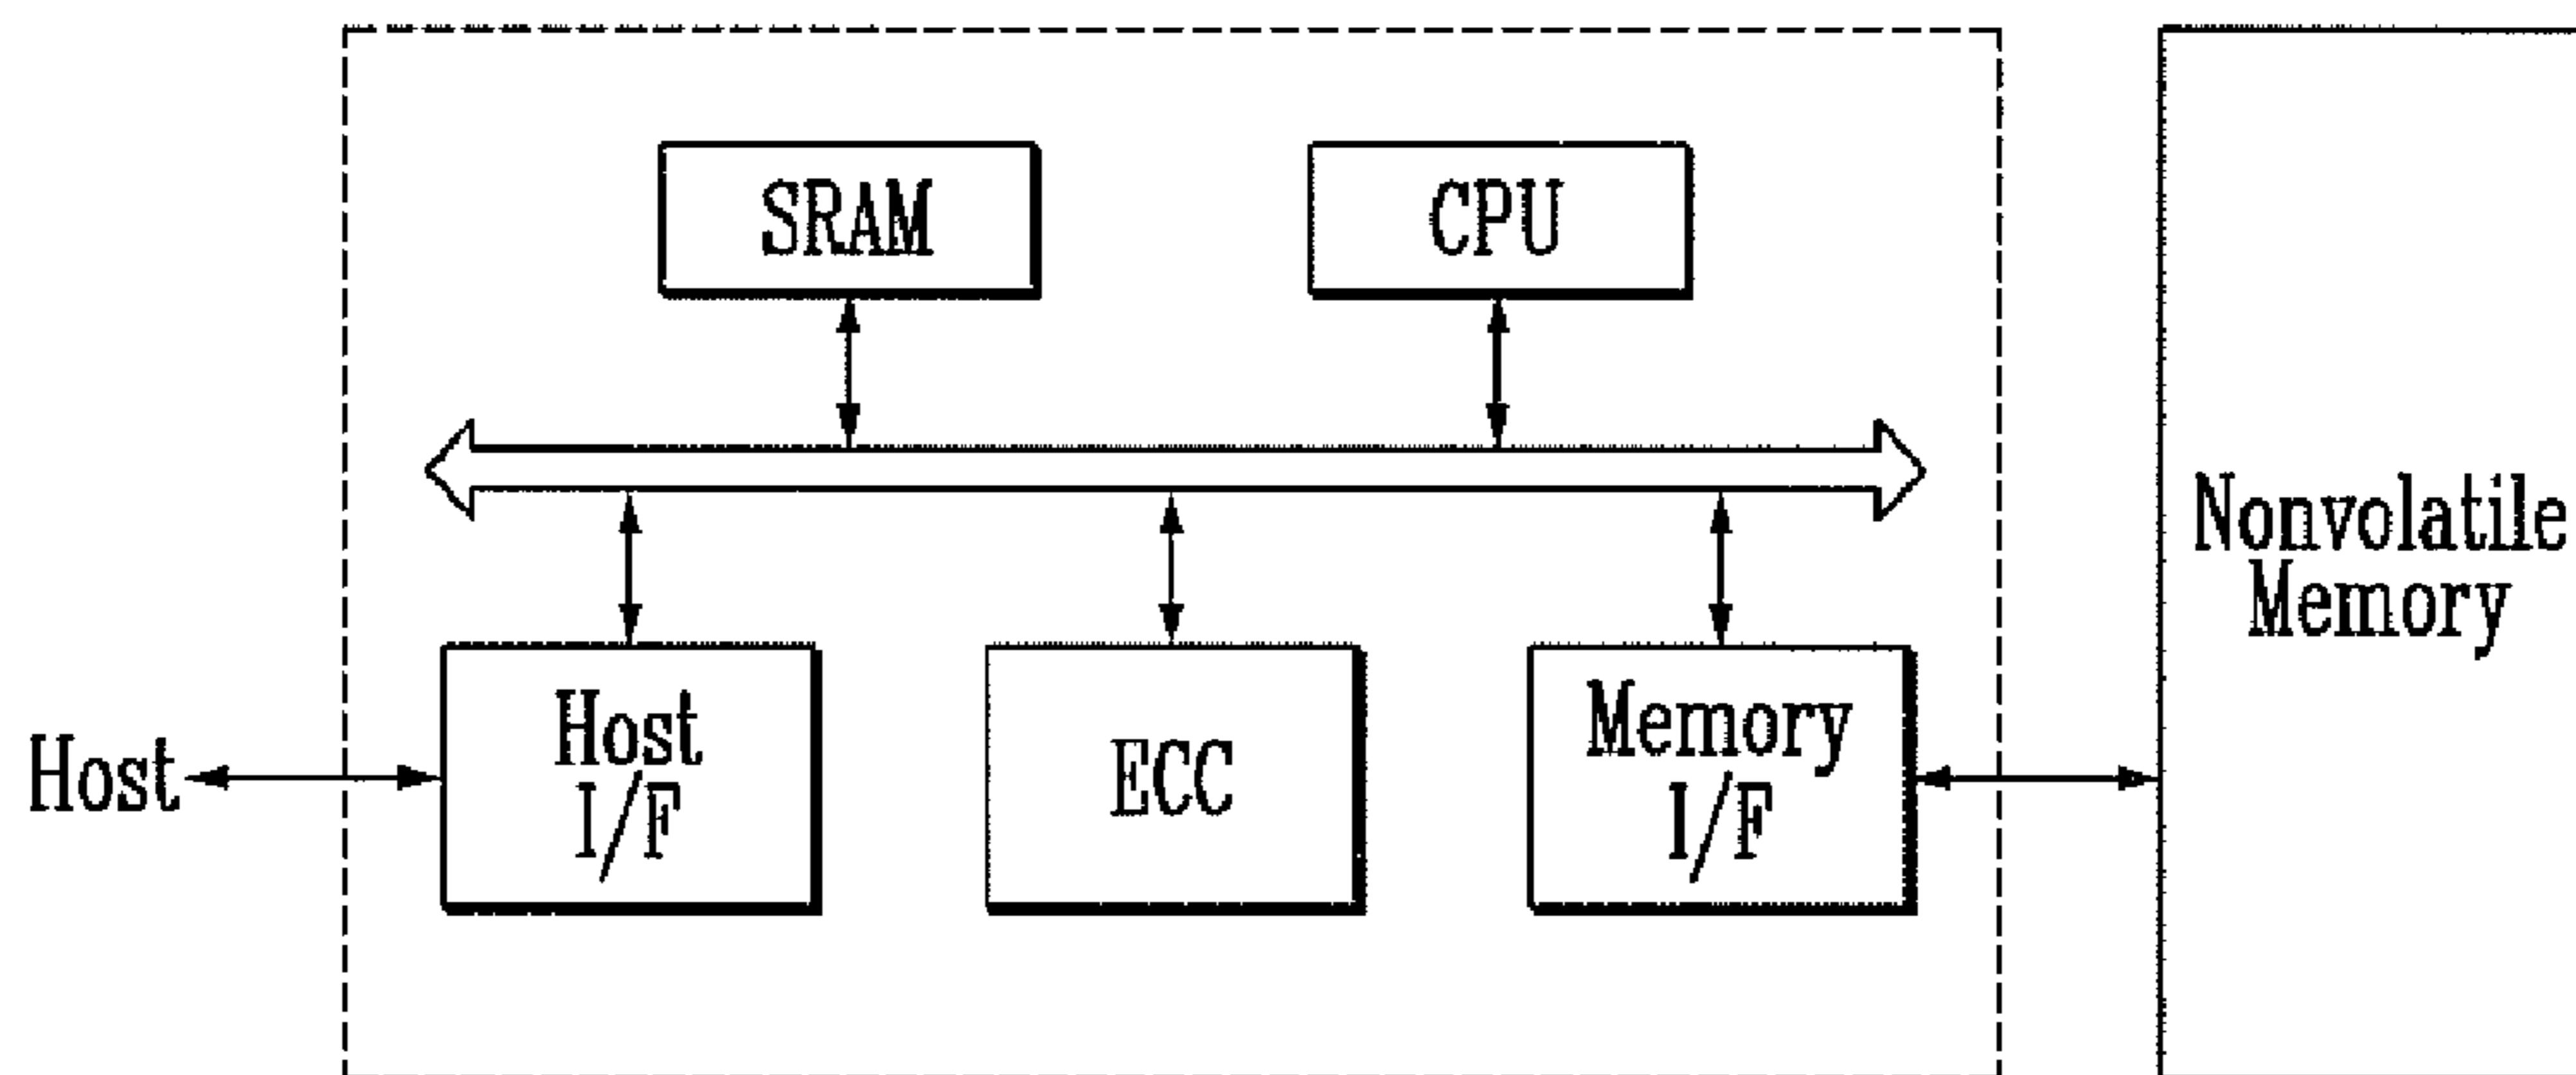 SRAM
CPU
Nonvolatile
Memory
Host
Host
I/F
ECC
Memory
I/F